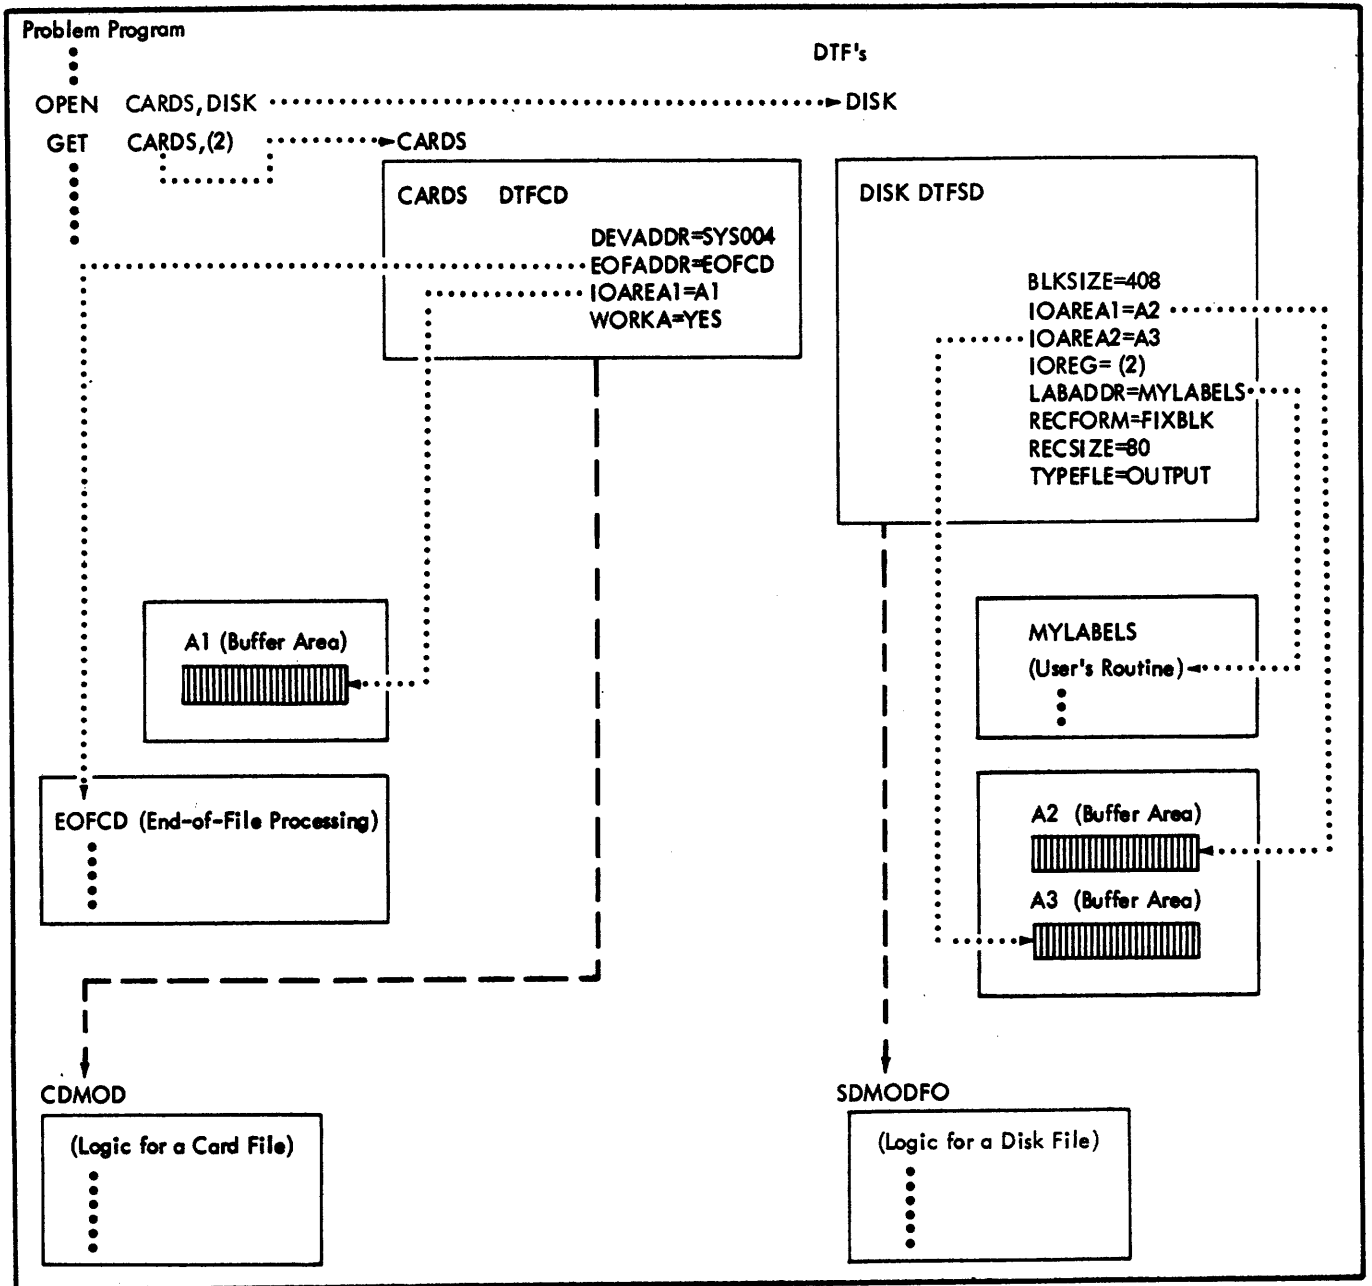 Problem Program
DTF's
OPEN CARDS,DISK
DISK
GET CARDS,(2)
CARDS
CARDS DTFCD
DEVADDR=SYS004
EOFADDR=EOFCD
IOAREA1=A1
WORKA=YES
DISK DTFSD
BLKSIZE=408
IOAREA1=A2
IOAREA2=A3
IOREG= (2)
LABADDR=MYLABELS
RECFORM=FIXBLK
RECSIZE=80
TYPEFLE=OUTPUT
A1 (Buffer Area)
MYLABELS
(User's Routine)
EOFCD (End-of-File Processing)
A2 (Buffer Area)
A3 (Buffer Area)
CDMOD
(Logic for a Card File)
SDMODFO
(Logic for a Disk File)